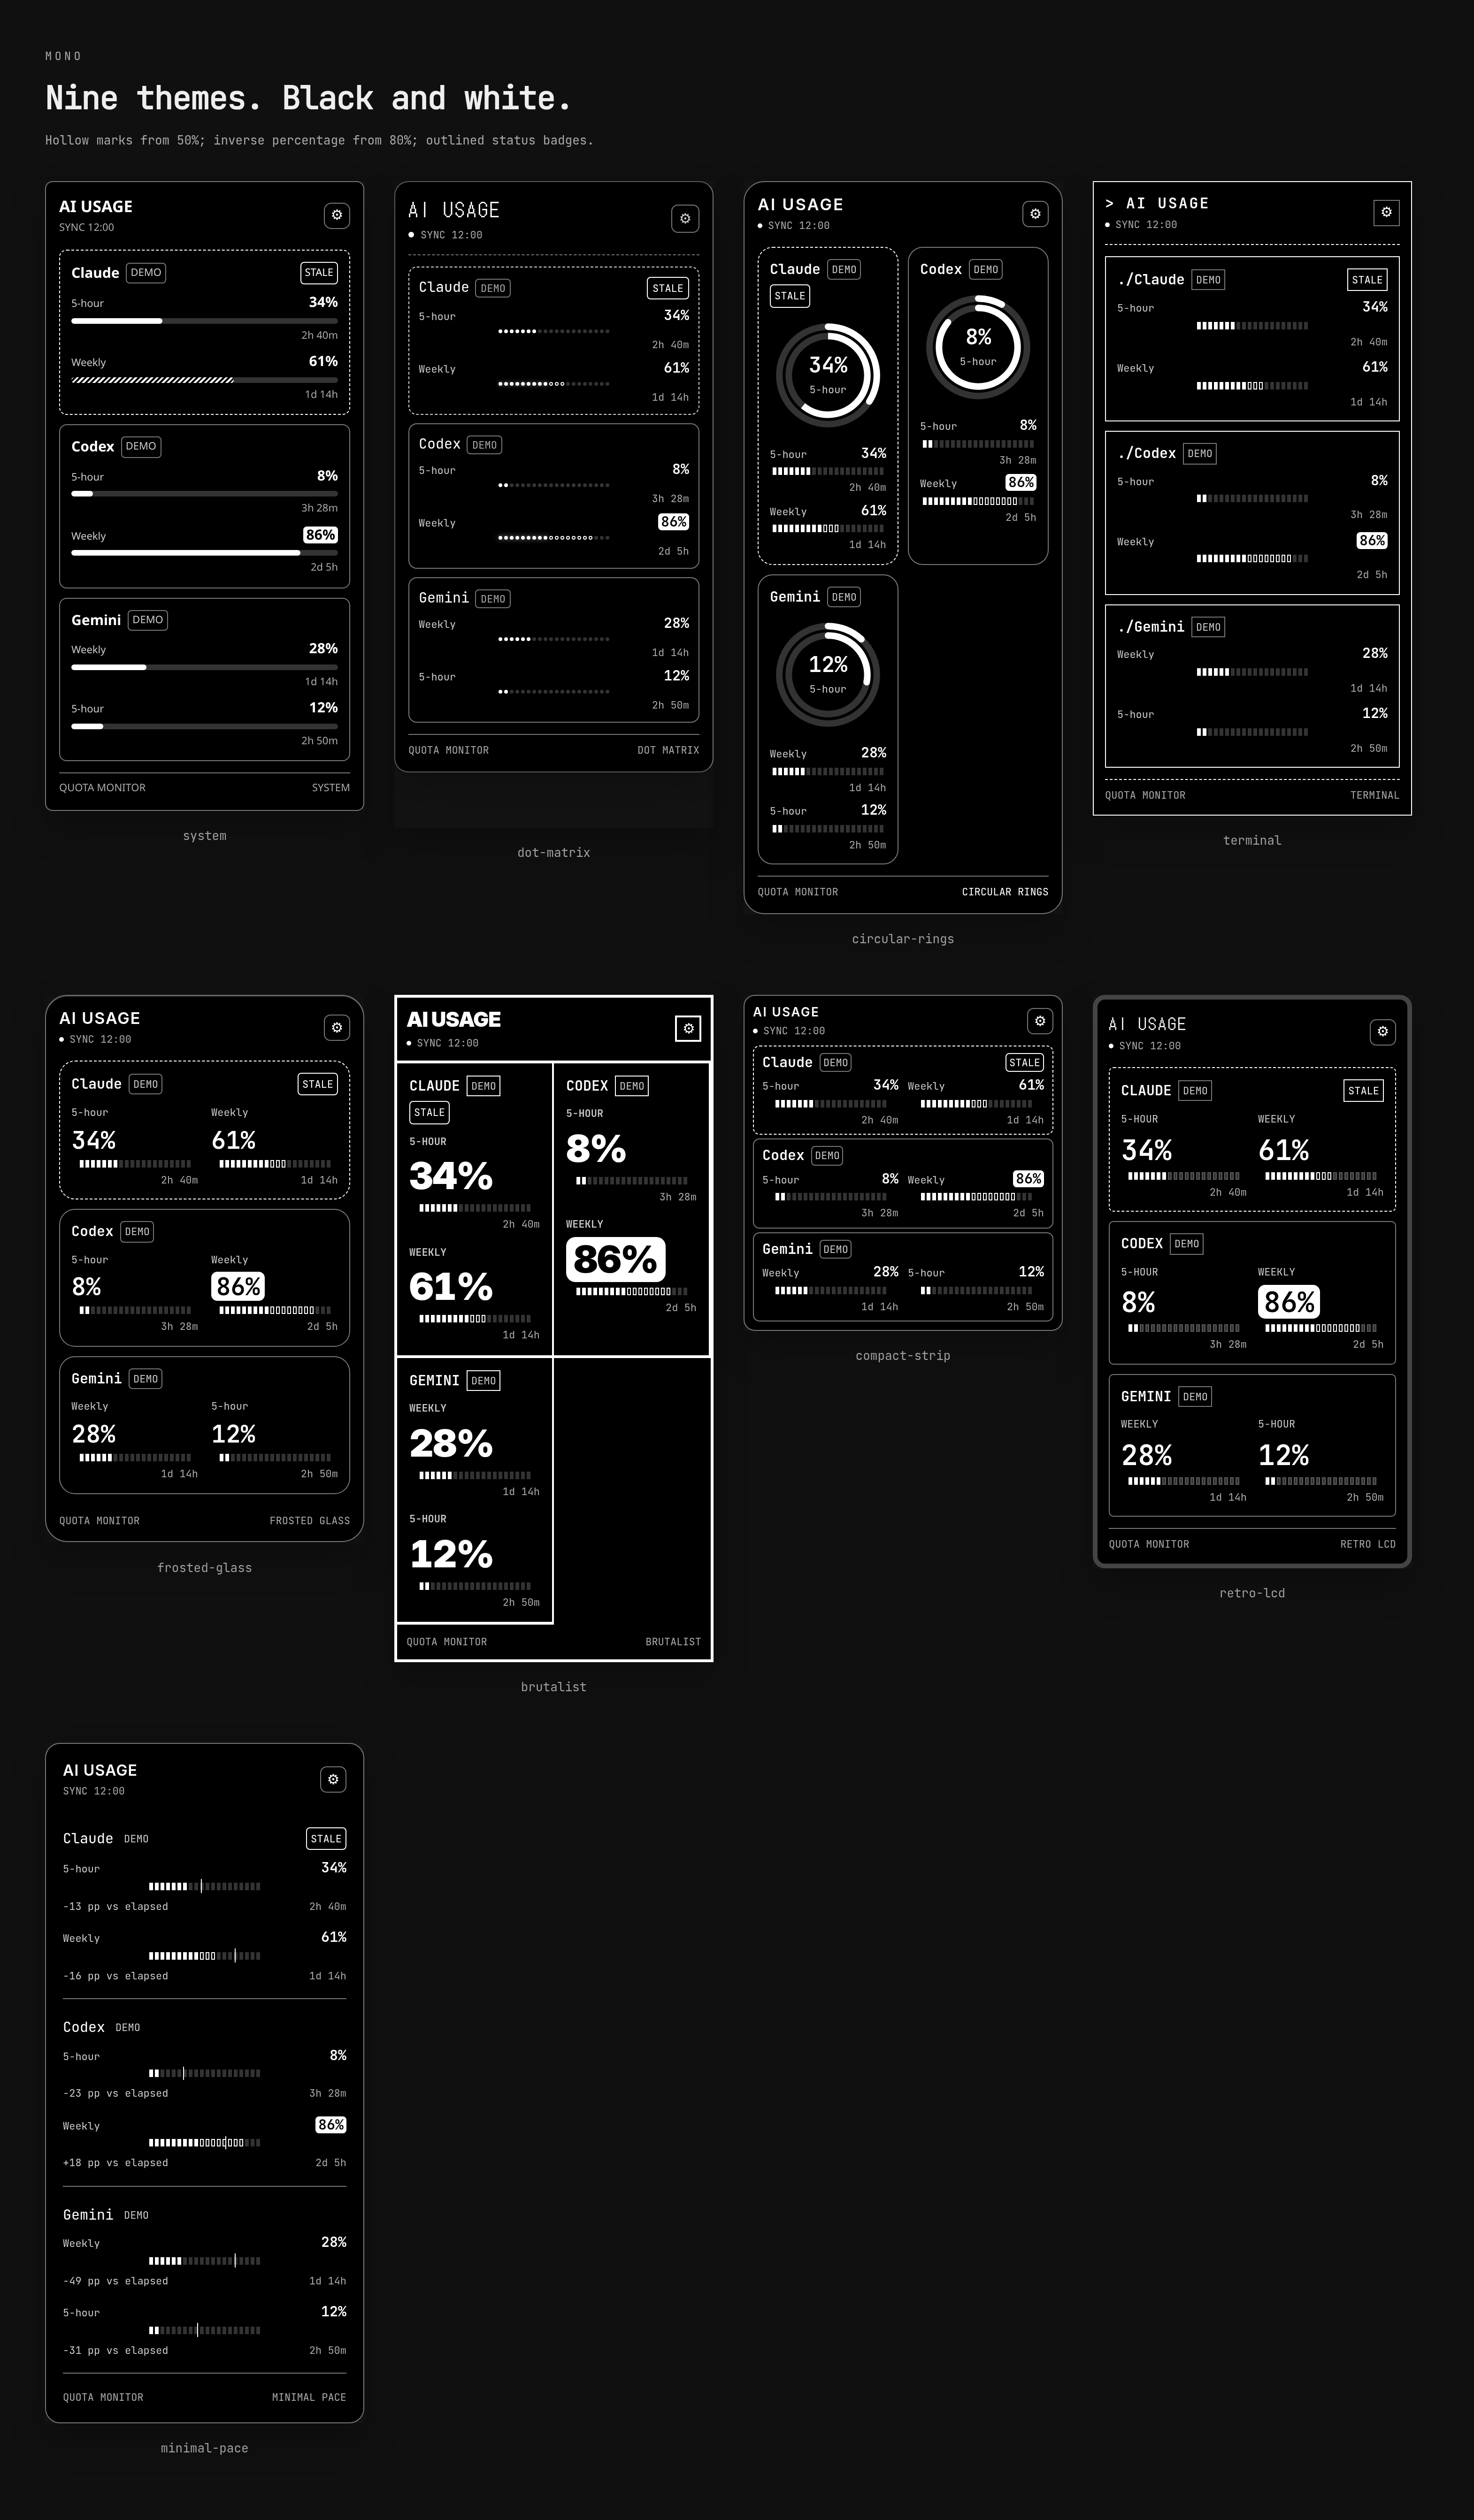 MONO
Nine themes. Black and white.
Hollow marks from 50%; inverse percentage from 80%; outlined status badges.
AI USAGE
SYNC 12:00
Claude DEMO STALE
5-hour 34%
2h 40m
Weekly 61%
1d 14h
Codex DEMO
5-hour 8%
3h 28m
Weekly 86%
2d 5h
Gemini DEMO
Weekly 28%
1d 14h
5-hour 12%
2h 50m
QUOTA MONITOR SYSTEM
system
AI USAGE
SYNC 12:00
Claude DEMO STALE
5-hour 34%
2h 40m
Weekly 61%
1d 14h
Codex DEMO
5-hour 8%
3h 28m
Weekly 86%
2d 5h
Gemini DEMO
Weekly 28%
1d 14h
5-hour 12%
2h 50m
QUOTA MONITOR DOT MATRIX
dot-matrix
AI USAGE
SYNC 12:00
Claude DEMO
STALE
34%
5-hour
5-hour 34%
2h 40m
Weekly 61%
1d 14h
Codex DEMO
8%
5-hour
5-hour 8%
3h 28m
Weekly 86%
2d 5h
Gemini DEMO
12%
5-hour
Weekly 28%
1d 14h
5-hour 12%
2h 50m
QUOTA MONITOR CIRCULAR RINGS
circular-rings
> AI USAGE
SYNC 12:00
./Claude DEMO STALE
5-hour 34%
2h 40m
Weekly 61%
1d 14h
./Codex DEMO
5-hour 8%
3h 28m
Weekly 86%
2d 5h
./Gemini DEMO
Weekly 28%
1d 14h
5-hour 12%
2h 50m
QUOTA MONITOR TERMINAL
terminal
AI USAGE
SYNC 12:00
Claude DEMO STALE
5-hour Weekly
34% 61%
2h 40m 1d 14h
Codex DEMO
5-hour Weekly
8% 86%
3h 28m 2d 5h
Gemini DEMO
Weekly 5-hour
28% 12%
1d 14h 2h 50m
QUOTA MONITOR FROSTED GLASS
frosted-glass
AI USAGE
SYNC 12:00
CLAUDE DEMO
STALE
5-HOUR
34%
2h 40m
WEEKLY
61%
1d 14h
CODEX DEMO
5-HOUR
8%
3h 28m
WEEKLY
86%
2d 5h
GEMINI DEMO
WEEKLY
28%
1d 14h
5-HOUR
12%
2h 50m
QUOTA MONITOR BRUTALIST
brutalist
AI USAGE
SYNC 12:00
Claude DEMO STALE
5-hour 34% Weekly 61%
2h 40m 1d 14h
Codex DEMO
5-hour 8% Weekly 86%
3h 28m 2d 5h
Gemini DEMO
Weekly 28% 5-hour 12%
1d 14h 2h 50m
compact-strip
AI USAGE
SYNC 12:00
CLAUDE DEMO STALE
5-HOUR WEEKLY
34% 61%
2h 40m 1d 14h
CODEX DEMO
5-HOUR WEEKLY
8% 86%
3h 28m 2d 5h
GEMINI DEMO
WEEKLY 5-HOUR
28% 12%
1d 14h 2h 50m
QUOTA MONITOR RETRO LCD
retro-lcd
AI USAGE
SYNC 12:00
Claude DEMO STALE
5-hour 34%
-13 pp vs elapsed 2h 40m
Weekly 61%
-16 pp vs elapsed 1d 14h
Codex DEMO
5-hour 8%
-23 pp vs elapsed 3h 28m
Weekly 86%
+18 pp vs elapsed 2d 5h
Gemini DEMO
Weekly 28%
-49 pp vs elapsed 1d 14h
5-hour 12%
-31 pp vs elapsed 2h 50m
QUOTA MONITOR MINIMAL PACE
minimal-pace